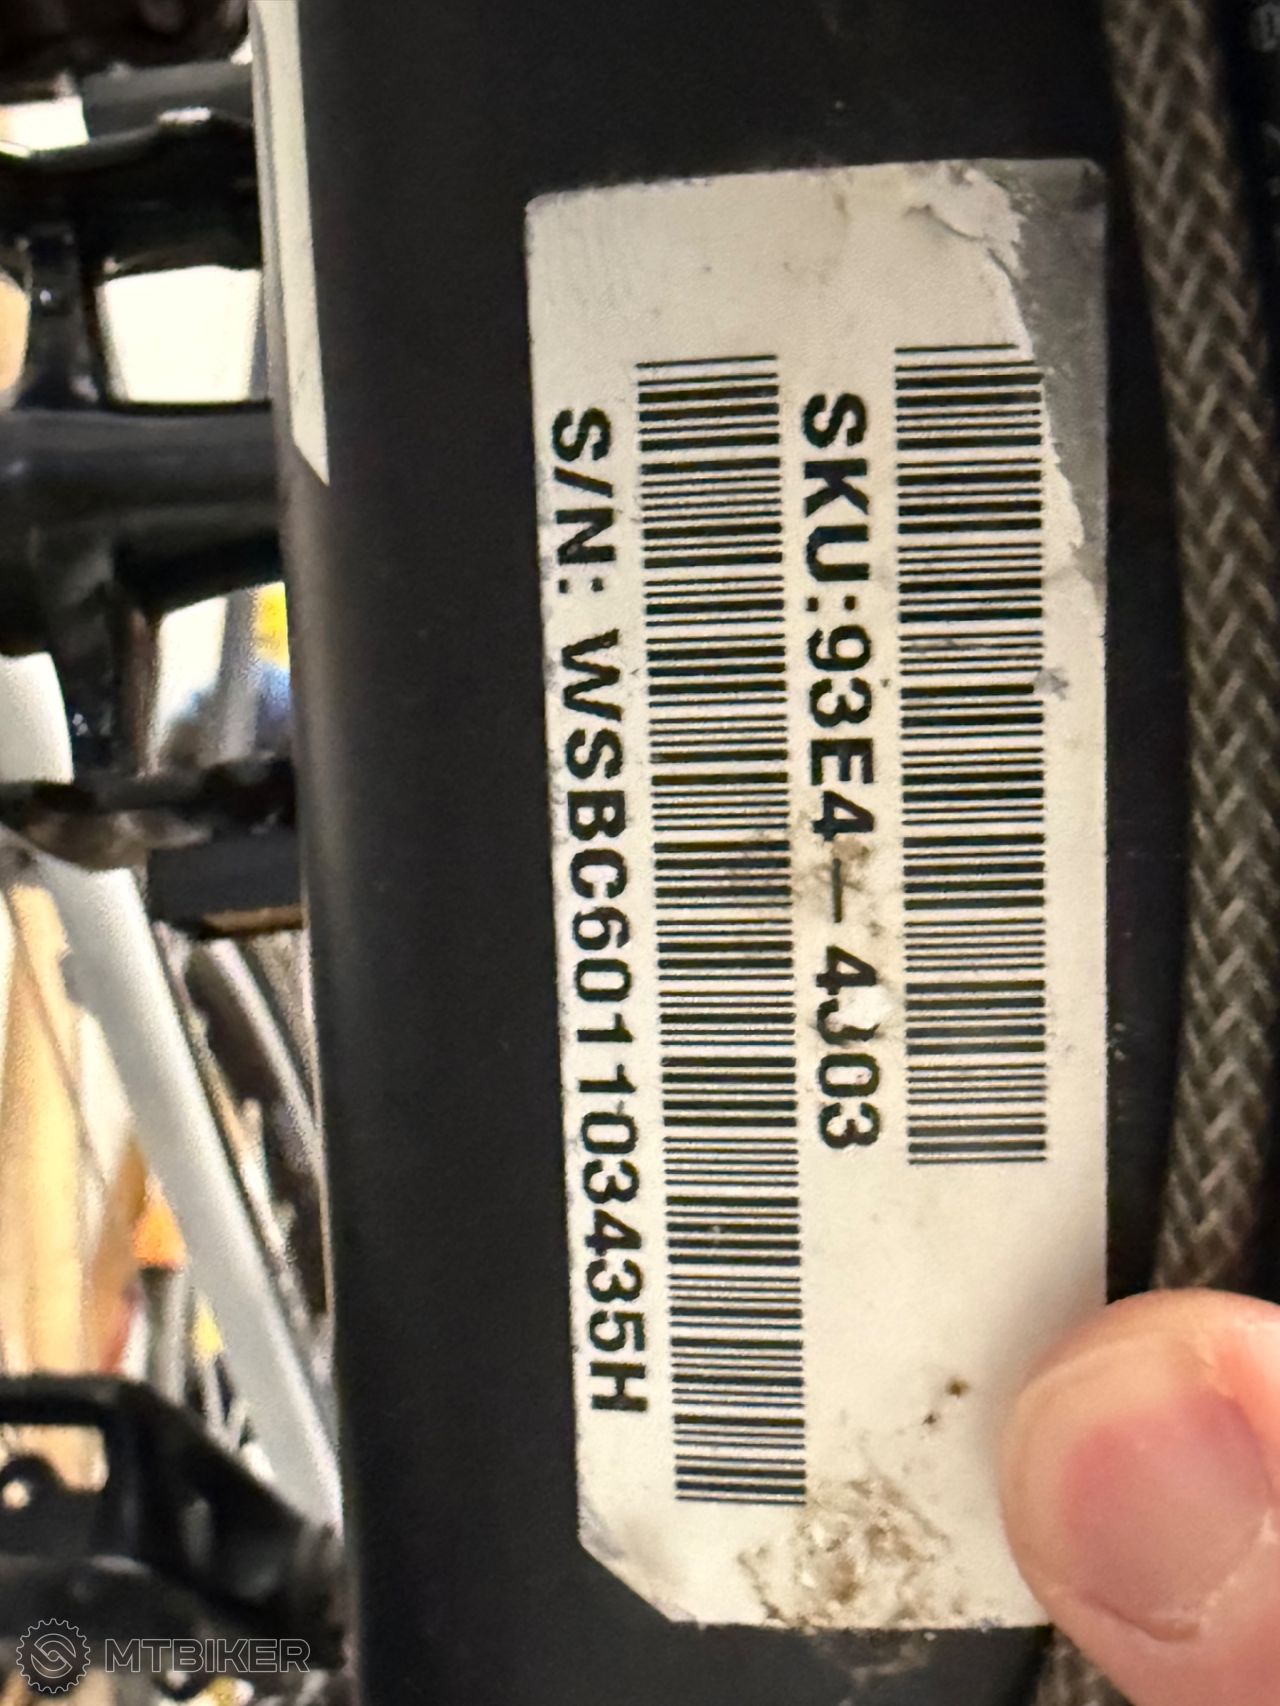 SKU:93E4-4J03
S/N: WSBC601103435H
MTBIKER